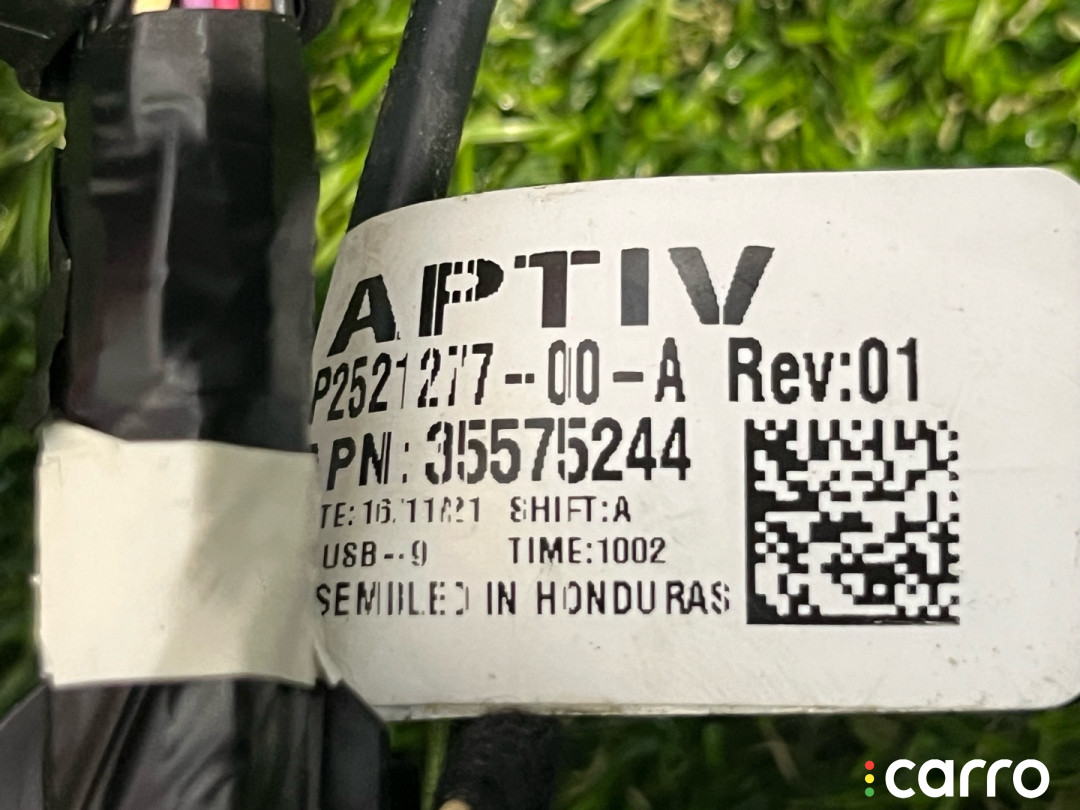 APTIV
P2521277-00-A Rev:01
PN: 35575244
TE: 16/11/21 SHIFT:A
USB--9 TIME:1002
SEMBLED IN HONDURAS
carro